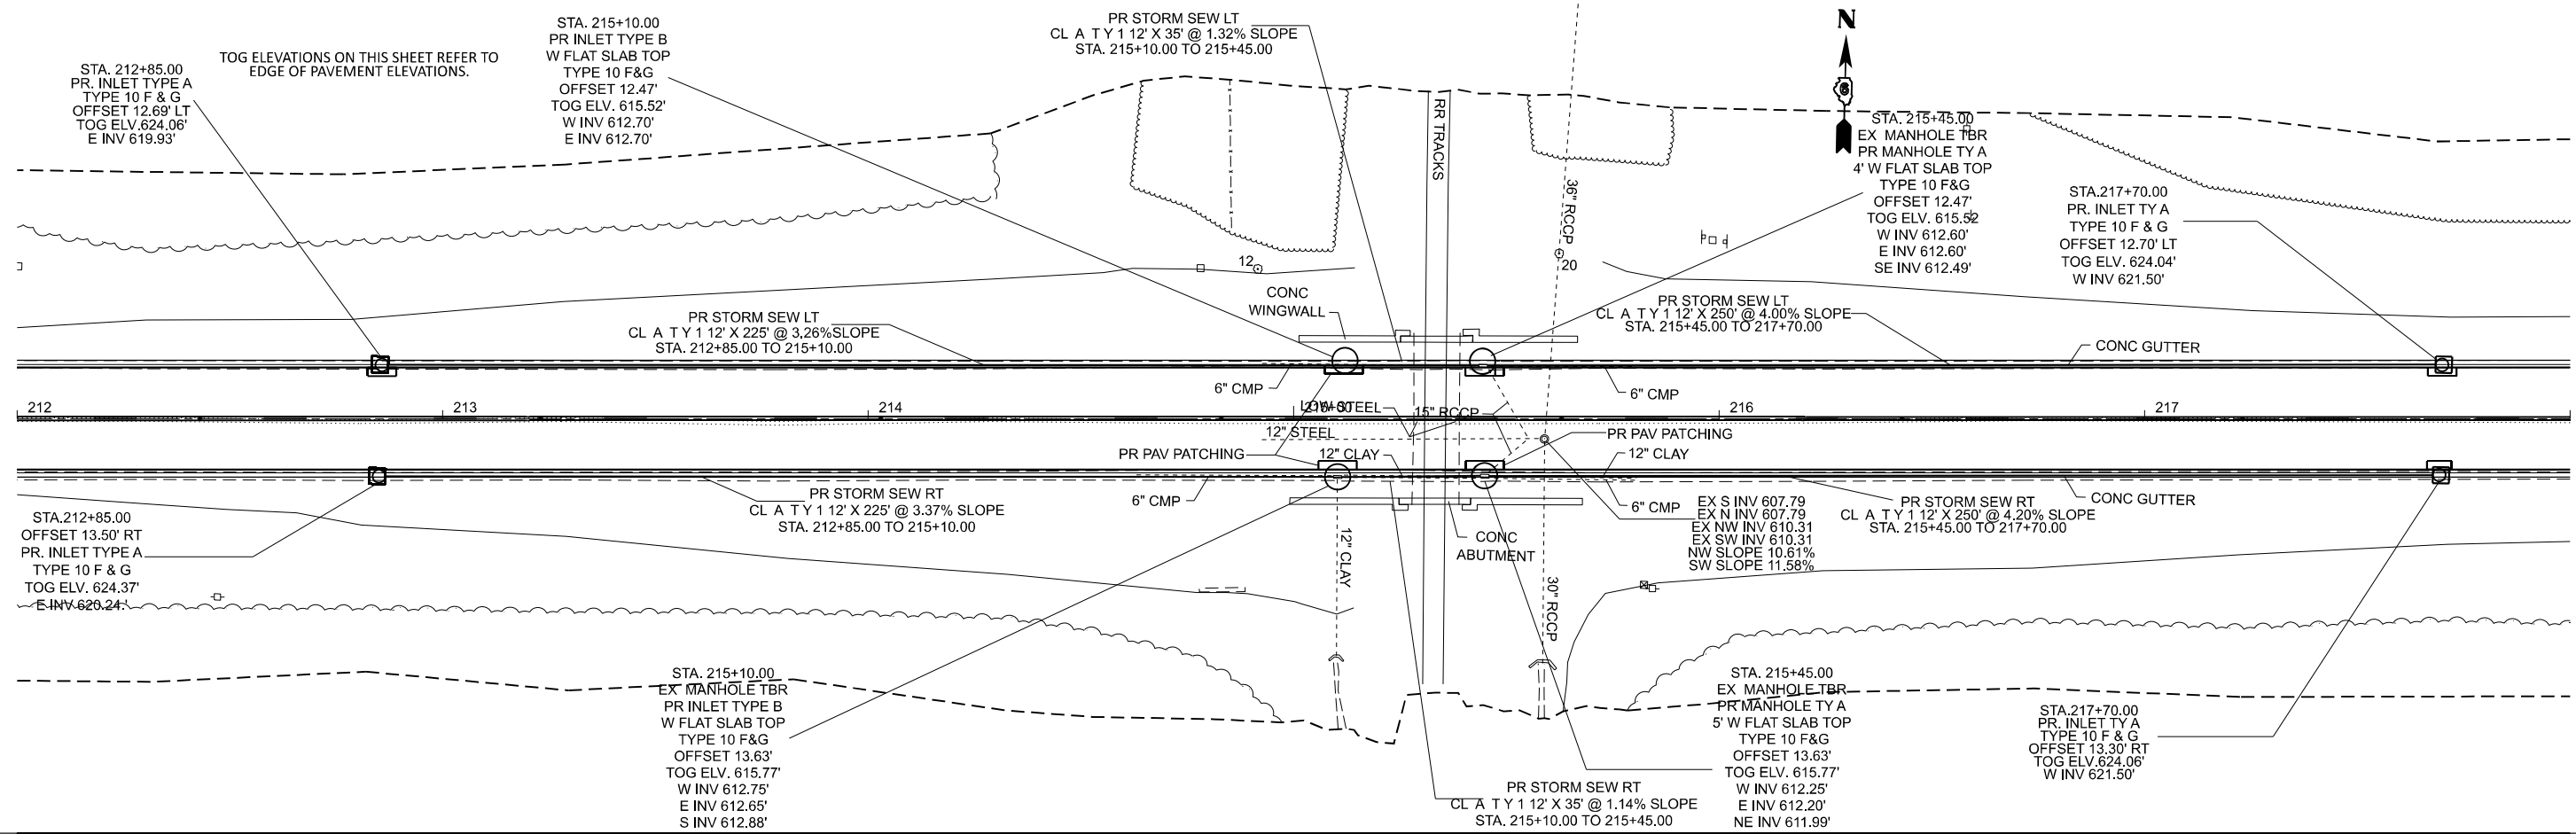 STA. 212+85.00
PR. INLET TYPE A
TYPE 10 F & G
OFFSET 12.69' LT
TOG ELV.624.06'
E INV 619.93'
TOG ELEVATIONS ON THIS SHEET REFER TO
EDGE OF PAVEMENT ELEVATIONS.
STA. 215+10.00
PR INLET TYPE B
W FLAT SLAB TOP
TYPE 10 F&G
OFFSET 12.47'
TOG ELV. 615.52'
W INV 612.70'
E INV 612.70'
PR STORM SEW LT
CL A T Y 1 12' X 35' @ 1.32% SLOPE
STA. 215+10.00 TO 215+45.00
N
RR TRACKS
36" RCCP
STA. 215+45.00
EX MANHOLE TBR
PR MANHOLE TY A
4' W FLAT SLAB TOP
TYPE 10 F&G
OFFSET 12.47'
TOG ELV. 615.52
W INV 612.60'
E INV 612.60'
SE INV 612.49'
STA.217+70.00
PR. INLET TY A
TYPE 10 F & G
OFFSET 12.70' LT
TOG ELV. 624.04'
W INV 621.50'
12
20
CONC
WINGWALL
PR STORM SEW LT
CL A T Y 1 12' X 225' @ 3,26%SLOPE
STA. 212+85.00 TO 215+10.00
PR STORM SEW LT
CL A T Y 1 12' X 250' @ 4.00% SLOPE
STA. 215+45.00 TO 217+70.00
CONC GUTTER
6" CMP
6" CMP
212
213
214
215+00
LOW STEEL
15" RCCP
216
217
12" STEEL
PR PAV PATCHING
PR PAV PATCHING
12" CLAY
12" CLAY
6" CMP
6" CMP
CONC GUTTER
PR STORM SEW RT
CL A T Y 1 12' X 225' @ 3.37% SLOPE
STA. 212+85.00 TO 215+10.00
EX S INV 607.79
EX N INV 607.79
EX NW INV 610.31
EX SW INV 610.31
NW SLOPE 10.61%
SW SLOPE 11.58%
PR STORM SEW RT
CL A T Y 1 12' X 250' @ 4.20% SLOPE
STA. 215+45.00 TO 217+70.00
STA.212+85.00
OFFSET 13.50' RT
PR. INLET TYPE A
TYPE 10 F & G
TOG ELV. 624.37'
E INV 620.24.'
12" CLAY
CONC
ABUTMENT
30" RCCP
STA. 215+10.00
EX MANHOLE TBR
PR INLET TYPE B
W FLAT SLAB TOP
TYPE 10 F&G
OFFSET 13.63'
TOG ELV. 615.77'
W INV 612.75'
E INV 612.65'
S INV 612.88'
PR STORM SEW RT
CL A T Y 1 12' X 35' @ 1.14% SLOPE
STA. 215+10.00 TO 215+45.00
STA. 215+45.00
EX MANHOLE TBR
PR MANHOLE TY A
5' W FLAT SLAB TOP
TYPE 10 F&G
OFFSET 13.63'
TOG ELV. 615.77'
W INV 612.25'
E INV 612.20'
NE INV 611.99'
STA.217+70.00
PR. INLET TY A
TYPE 10 F & G
OFFSET 13.30' RT
TOG ELV.624.06'
W INV 621.50'